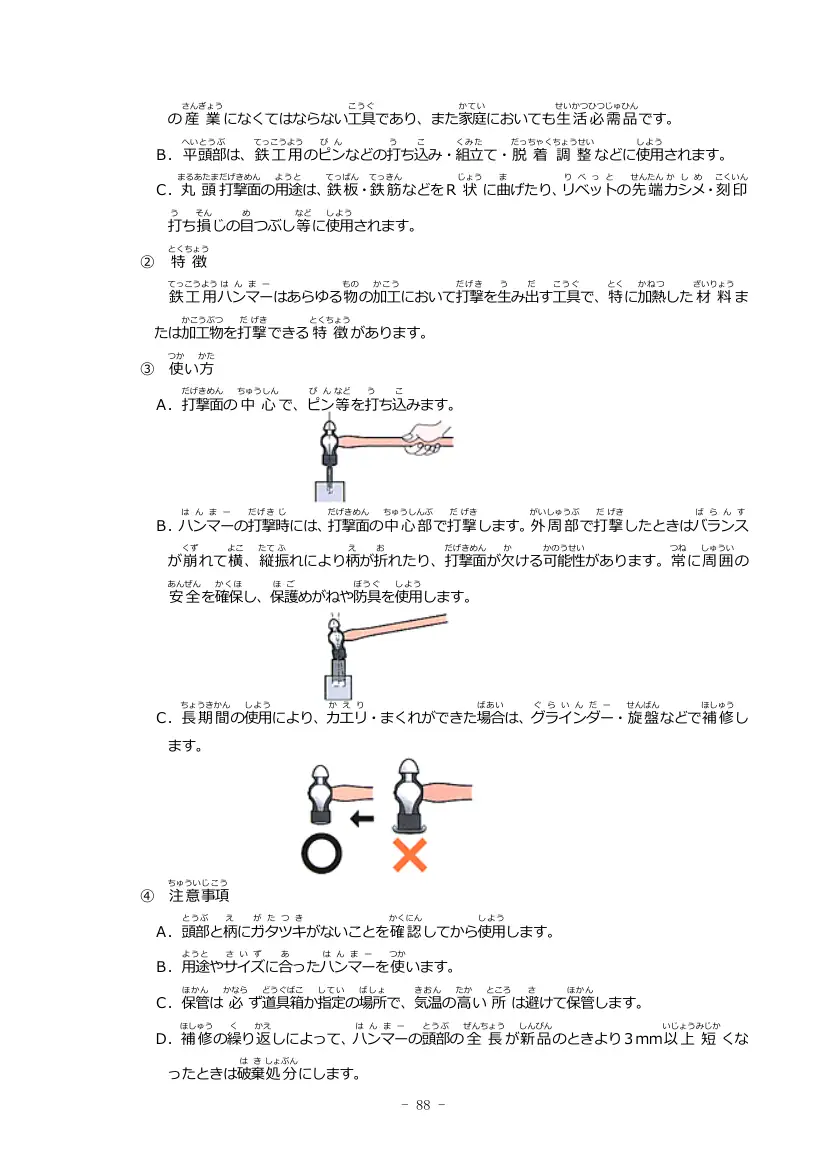 の産業になくてはならない工具であり、また家庭においても生活必需品です。
B．平頭部は、鉄工用のピンなどの打ち込み・組立て・脱着調整などに使用されます。
C．丸頭打撃面の用途は、鉄板・鉄筋などをR状に曲げたり、リベットの先端カシメ・刻印
打ち損じの目つぶし等に使用されます。
② 特徴
鉄工用ハンマーはあらゆる物の加工において打撃を生み出す工具で、特に加熱した材料ま
たは加工物を打撃できる特徴があります。
③ 使い方
A．打撃面の中心で、ピン等を打ち込みます。
B．ハンマーの打撃時には、打撃面の中心部で打撃します。外周部で打撃したときはバランス
が崩れて横、縦振れにより柄が折れたり、打撃面が欠ける可能性があります。常に周囲の
安全を確保し、保護めがねや防具を使用します。
C．長期間の使用により、カエリ・まくれができた場合は、グラインダー・旋盤などで補修し
ます。
④ 注意事項
A．頭部と柄にガタツキがないことを確認してから使用します。
B．用途やサイズに合ったハンマーを使います。
C．保管は必ず道具箱か指定の場所で、気温の高い所は避けて保管します。
D．補修の繰り返しによって、ハンマーの頭部の全長が新品のときより3mm以上短くな
ったときは破棄処分にします。
- 88 -